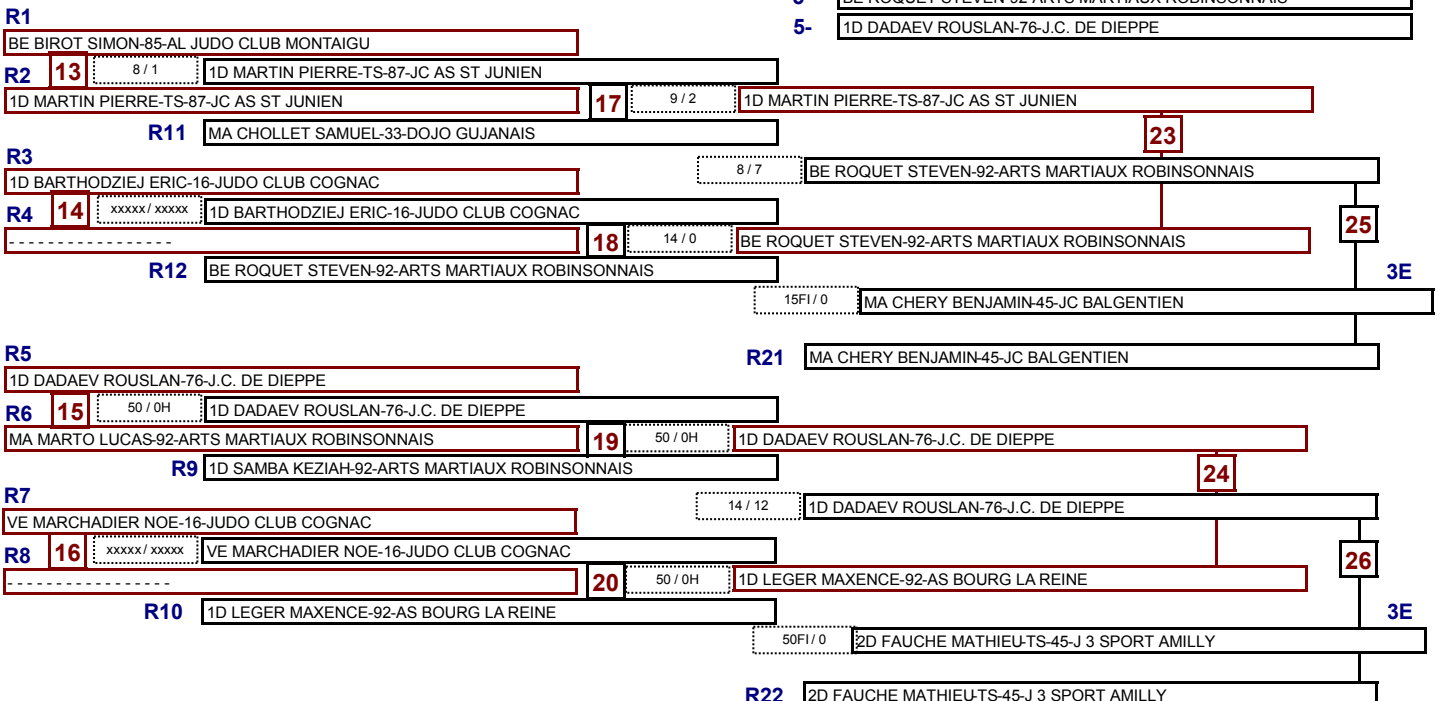 R1
5- 1D DADAEV ROUSLAN-76-J.C. DE DIEPPE
BE BIROT SIMON-85-AL JUDO CLUB MONTAIGU
R2 13 8 / 1 1D MARTIN PIERRE-TS-87-JC AS ST JUNIEN
1D MARTIN PIERRE-TS-87-JC AS ST JUNIEN 17 9 / 2 1D MARTIN PIERRE-TS-87-JC AS ST JUNIEN
R11 MA CHOLLET SAMUEL-33-DOJO GUJANAIS 23
R3
8 / 7 BE ROQUET STEVEN-92-ARTS MARTIAUX ROBINSONNAIS
1D BARTHODZIEJ ERIC-16-JUDO CLUB COGNAC
R4 14 xxxxx / xxxxx 1D BARTHODZIEJ ERIC-16-JUDO CLUB COGNAC 25
- - - - - - - - - - - - - - - - - 18 14 / 0 BE ROQUET STEVEN-92-ARTS MARTIAUX ROBINSONNAIS
R12 BE ROQUET STEVEN-92-ARTS MARTIAUX ROBINSONNAIS 3E
15FI / 0 MA CHERY BENJAMIN-45-JC BALGENTIEN
R5
R21 MA CHERY BENJAMIN-45-JC BALGENTIEN
1D DADAEV ROUSLAN-76-J.C. DE DIEPPE
R6 15 50 / 0H 1D DADAEV ROUSLAN-76-J.C. DE DIEPPE
MA MARTO LUCAS-92-ARTS MARTIAUX ROBINSONNAIS 19 50 / 0H 1D DADAEV ROUSLAN-76-J.C. DE DIEPPE
R9 1D SAMBA KEZIAH-92-ARTS MARTIAUX ROBINSONNAIS 24
R7
14 / 12 1D DADAEV ROUSLAN-76-J.C. DE DIEPPE
VE MARCHADIER NOE-16-JUDO CLUB COGNAC
R8 16 xxxxx / xxxxx VE MARCHADIER NOE-16-JUDO CLUB COGNAC 26
- - - - - - - - - - - - - - - - - 20 50 / 0H 1D LEGER MAXENCE-92-AS BOURG LA REINE
R10 1D LEGER MAXENCE-92-AS BOURG LA REINE 3E
50FI / 0 2D FAUCHE MATHIEU-TS-45-J 3 SPORT AMILLY
R22 2D FAUCHE MATHIEU-TS-45-J 3 SPORT AMILLY